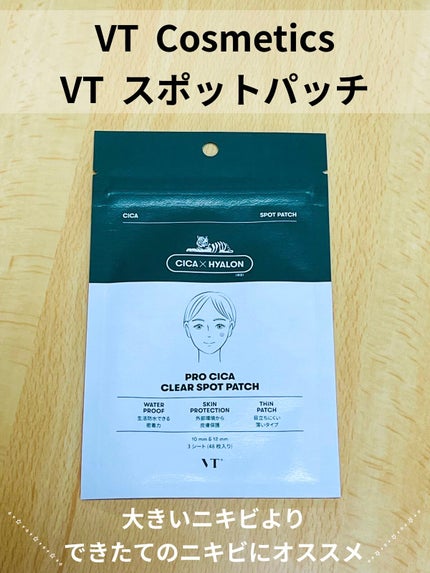 VT Cosmetics
VT スポットパッチ
CICA
SPOT PATCH
CICA×HYALON
PRO CICA
CLEAR SPOT PATCH
WATER PROOF
生活防水できる
密着力
SKIN PROTECTION
外部環境から
皮膚保護
THIN PATCH
目立ちにくい
薄いタイプ
10 mm & 12 mm
3 シート (48 枚入り)
VT
大きいニキビより
できたてのニキビにオススメ